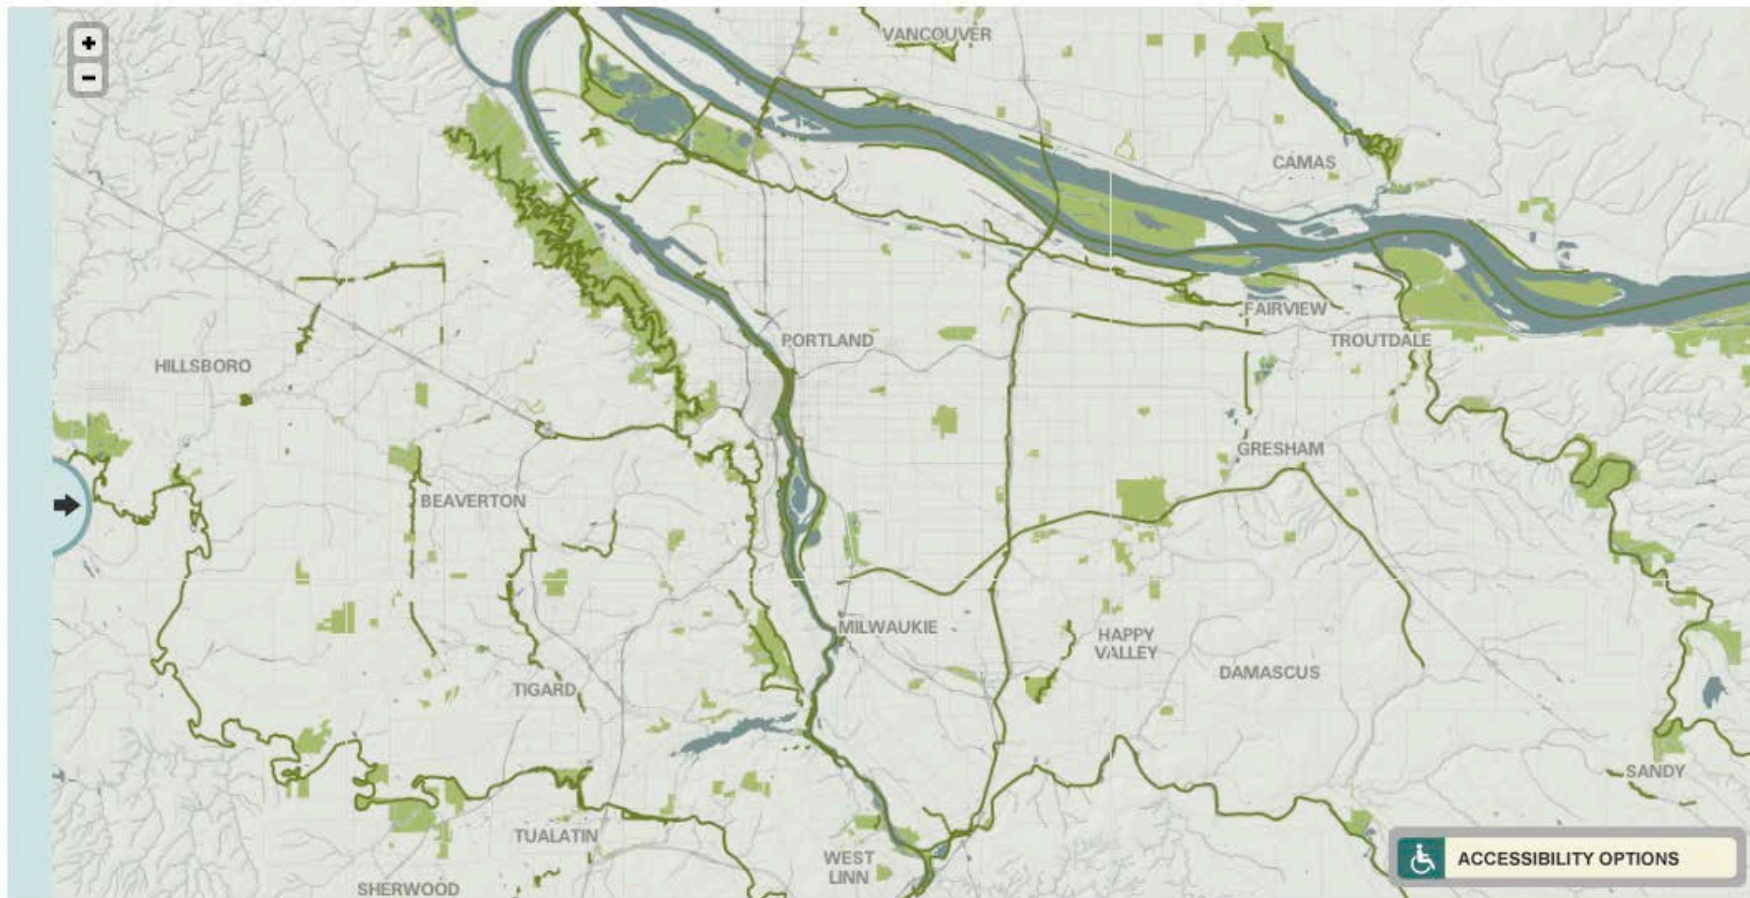 +
VANCOUVER
−
CAMAS
FAIRVIEW
PORTLAND
TROUTDALE
HILLSBORO
GRESHAM
BEAVERTON
MILWAUKIE
HAPPY
VALLEY
DAMASCUS
TIGARD
SANDY
TUALATIN
WEST
LINN
ACCESSIBILITY OPTIONS
SHERWOOD